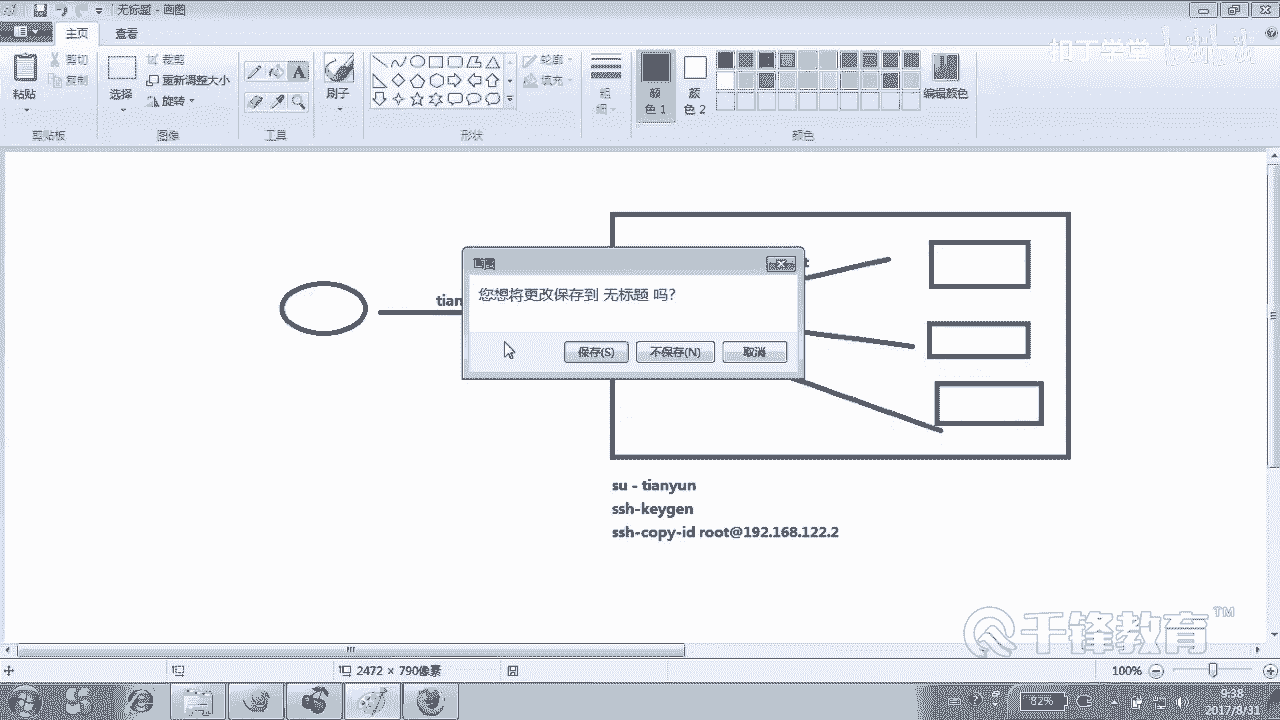 无标题 - 画图
主页
查看
粘贴
剪切
复制
选择
裁剪
重新调整大小
旋转
A
刷子
轮廓
填充
粗
细
颜
色 1
颜
色 2
编辑颜色
剪贴板
图像
工具
形状
颜色
扣丁学堂
画图
您想将更改保存到 无标题 吗?
保存(S)
不保存(N)
取消
tian
t
su - tianyun
ssh-keygen
ssh-copy-id root@192.168.122.2
千锋教育 TM
2472 × 790像素
100%
82%
2017/8/31